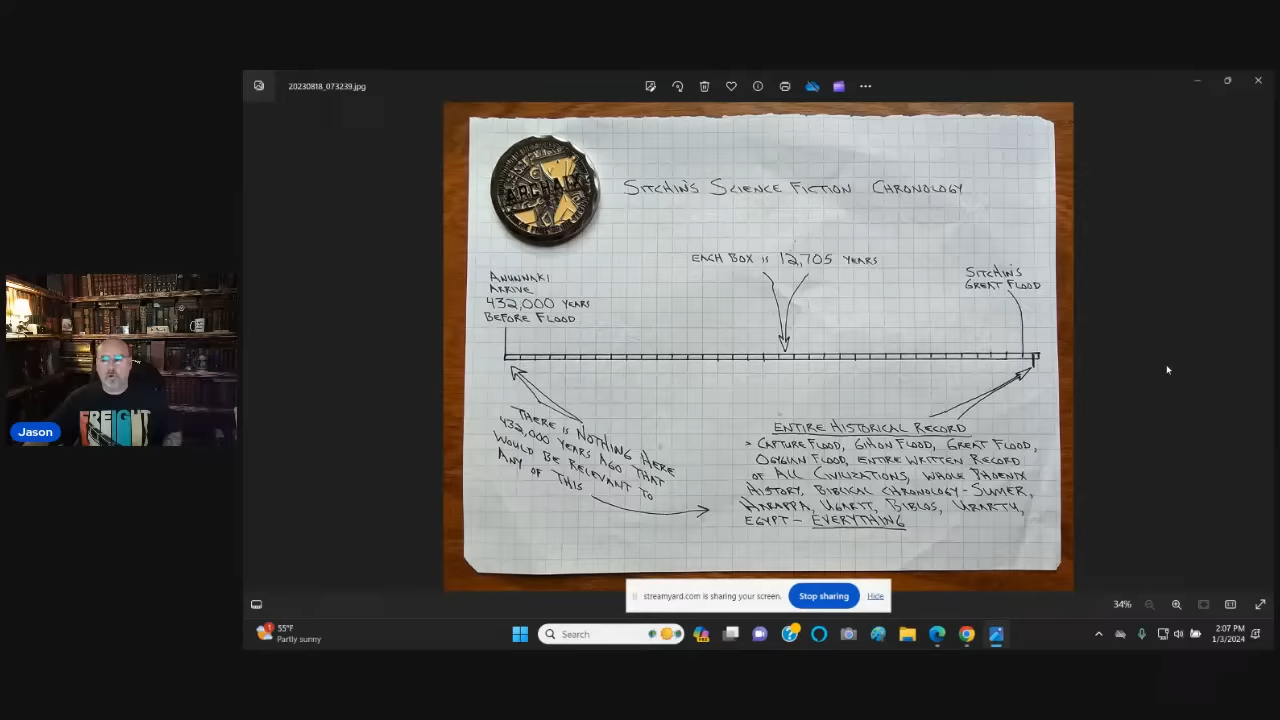 20230818_073239.jpg
ARCHAIX
SITCHIN'S SCIENCE FICTION CHRONOLOGY
EACH BOX IS 12,705 YEARS
ANUNNAKI
ARRIVE
432,000 YEARS
BEFORE FLOOD
SITCHIN'S
GREAT FLOOD
THERE IS NOTHING HERE
432,000 YEARS AGO THAT
WOULD BE RELEVANT TO
ANY OF THIS
ENTIRE HISTORICAL RECORD
> CAPTURE FLOOD, GIHON FLOOD, GREAT FLOOD,
OGYGIAN FLOOD, ENTIRE WRITTEN RECORD
OF ALL CIVILIZATIONS, WHOLE PHOENIX
HISTORY, BIBLICAL CHRONOLOGY - SUMER,
HARAPPA, UGARIT, BIBLOS, URARTU,
EGYPT - EVERYTHING
FREIGHT
Jason
streamyard.com is sharing your screen.
Stop sharing
Hide
34%
1
55°F
Partly sunny
Search
2:07 PM
1/3/2024